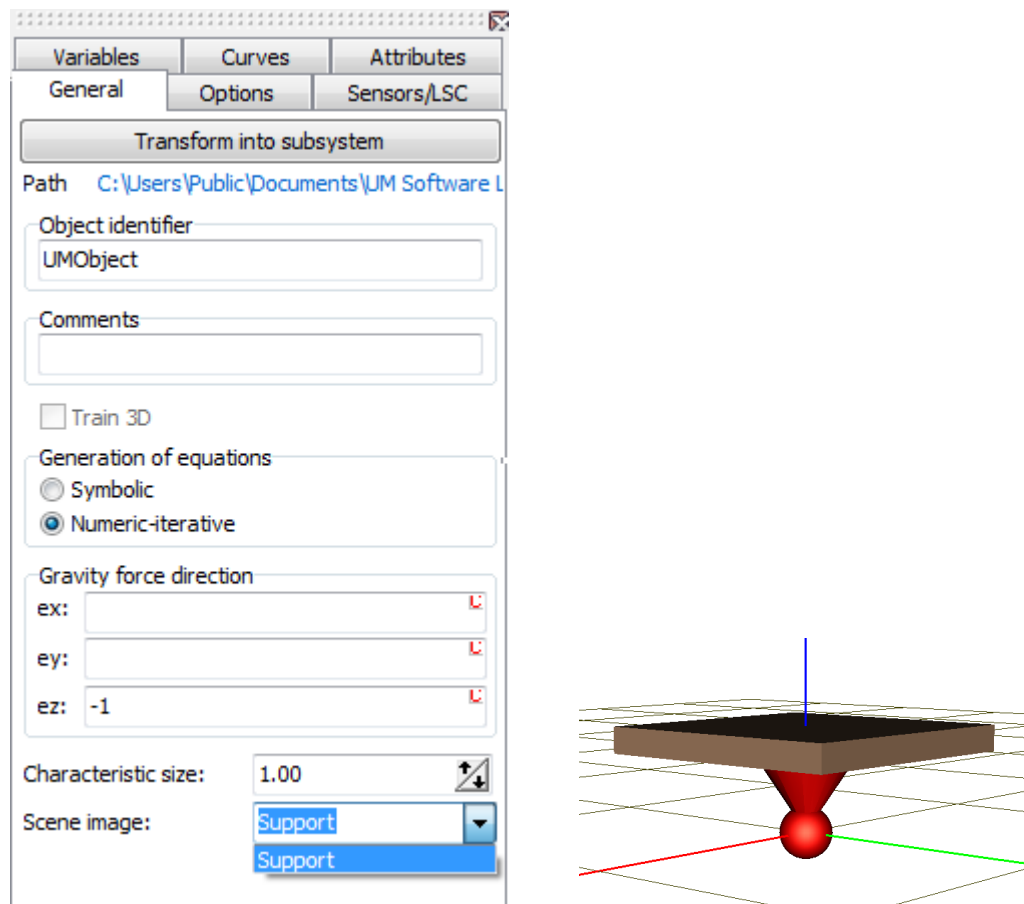 Variables Curves Attributes
General Options Sensors/LSC
Transform into subsystem
Path C:\Users\Public\Documents\UM Software L
Object identifier
UMObject
Comments
Train 3D
Generation of equations
Symbolic
Numeric-iterative
Gravity force direction
ex:
ey:
ez: -1
Characteristic size: 1.00
Scene image: Support
Support